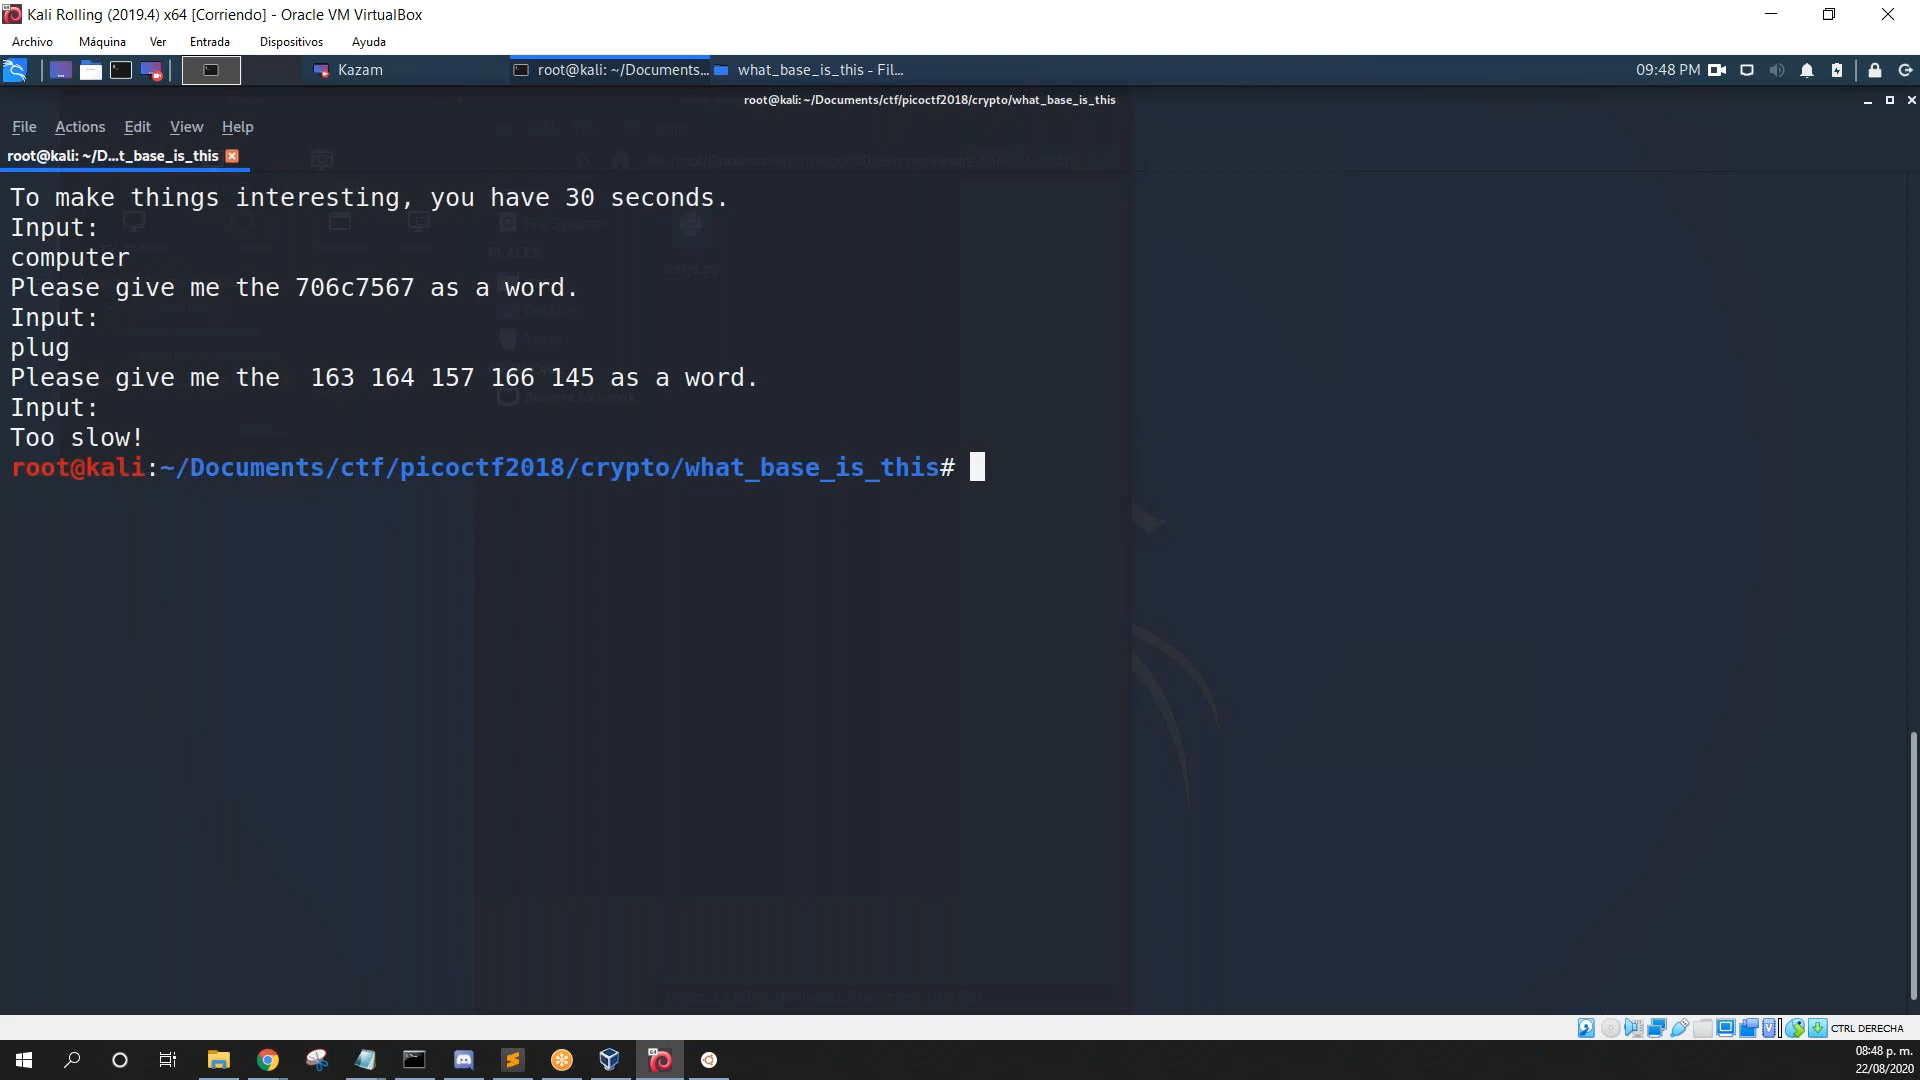 Kali Rolling (2019.4) x64 [Corriendo] - Oracle VM VirtualBox
Archivo Máquina Ver Entrada Dispositivos Ayuda
Kazam root@kali: ~/Documents... what_base_is_this - Fil... 09:48 PM
root@kali: ~/Documents/ctf/picoctf2018/crypto/what_base_is_this
File Actions Edit View Help
root@kali: ~/D...t_base_is_this
To make things interesting, you have 30 seconds.
Input:
computer
Please give me the 706c7567 as a word.
Input:
plug
Please give me the  163 164 157 166 145 as a word.
Input:
Too slow!
root@kali:~/Documents/ctf/picoctf2018/crypto/what_base_is_this#
CTRL DERECHA
08:48 p. m.
22/08/2020